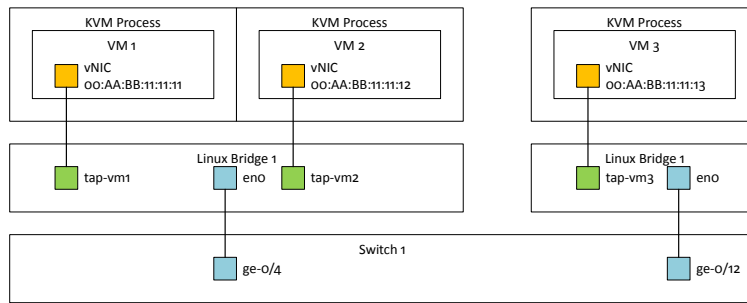 KVM Process
VM 1
vNIC
00:AA:BB:11:11:11
KVM Process
VM 2
vNIC
00:AA:BB:11:11:12
KVM Process
VM 3
vNIC
00:AA:BB:11:11:13
Linux Bridge 1
tap-vm1
en0
tap-vm2
Linux Bridge 1
tap-vm3
en0
Switch 1
ge-0/4
ge-0/12